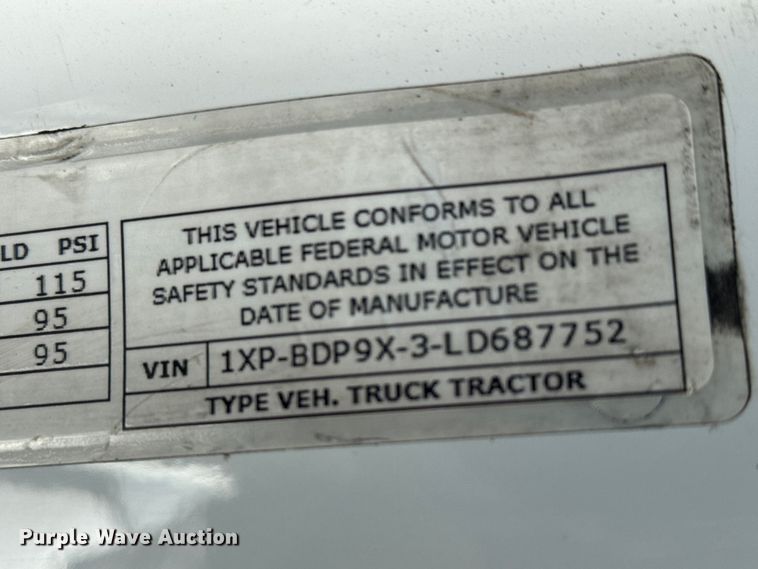 LD PSI
115
95
95
THIS VEHICLE CONFORMS TO ALL
APPLICABLE FEDERAL MOTOR VEHICLE
SAFETY STANDARDS IN EFFECT ON THE
DATE OF MANUFACTURE
VIN 1XP-BDP9X-3-LD687752
TYPE VEH. TRUCK TRACTOR
Purple Wave Auction